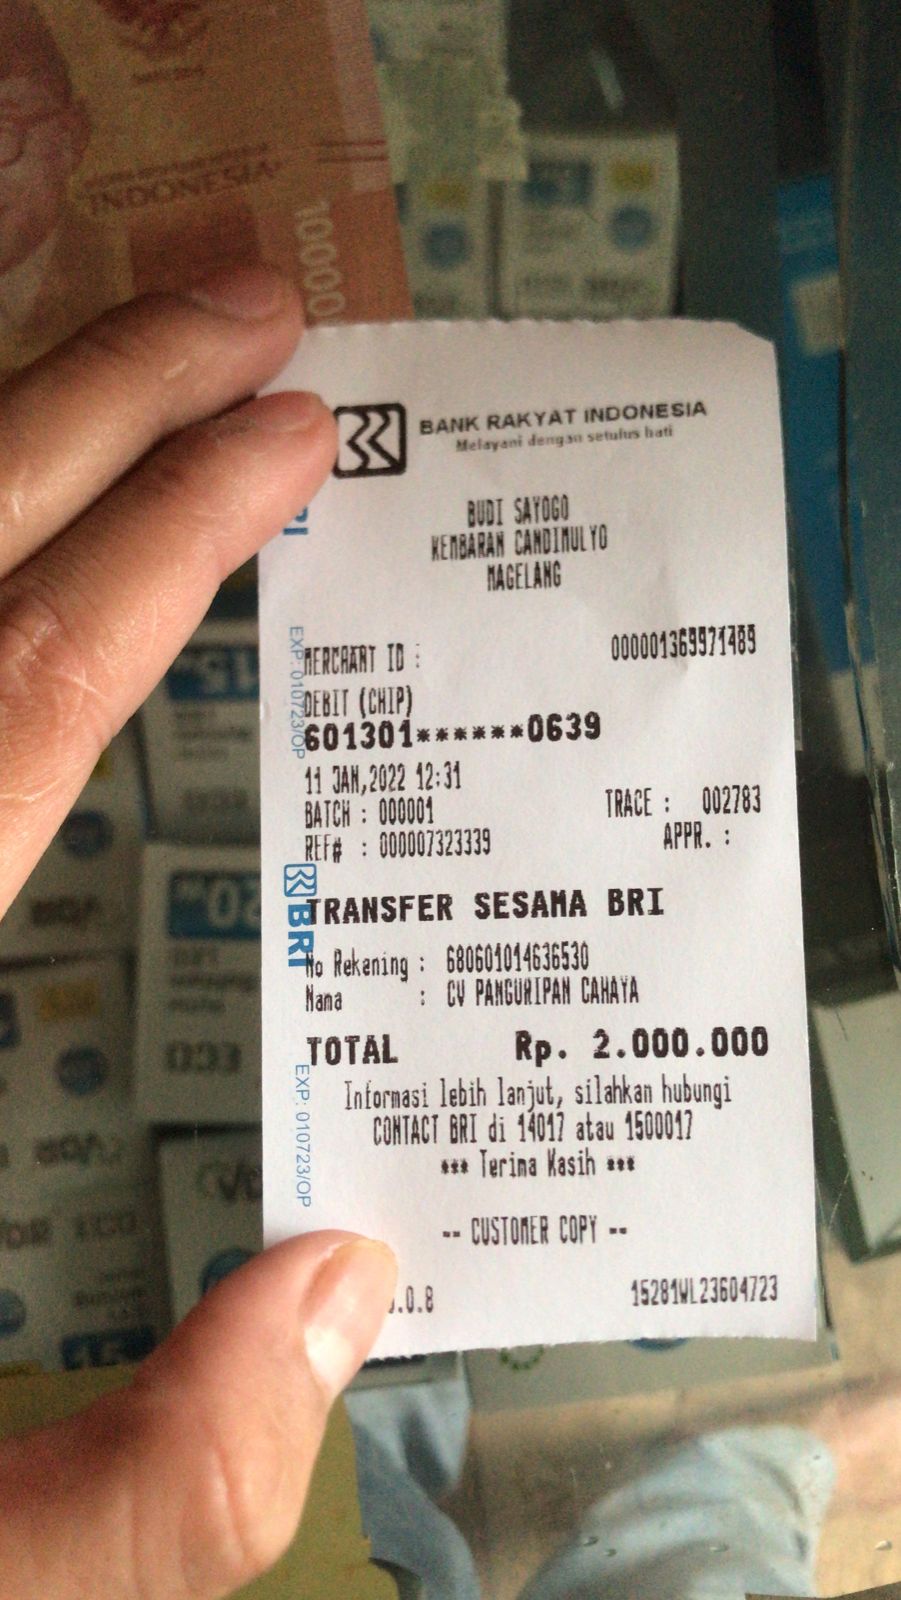 INDONESIA
100000
BANK RAKYAT INDONESIA
Melayani dengan setulus hati
BUDI SAYOGO
KEMBARAN CANDIMULYO
MAGELANG
MERCHANT ID : 000001369971489
DEBIT (CHIP)
601301******0639
11 JAN,2022 12:31
BATCH : 000001 TRACE : 002783
REF# : 000007323339 APPR. :
TRANSFER SESAMA BRI
No Rekening : 680601014636530
Nama : CV PANGURIPAN CAHAYA
TOTAL Rp. 2.000.000
Informasi lebih lanjut, silahkan hubungi
CONTACT BRI di 14017 atau 1500017
*** Terima Kasih ***
-- CUSTOMER COPY --
.0.8 15281WL23604723
EXP: 010723/OP
BRI
EXP: 010723/OP